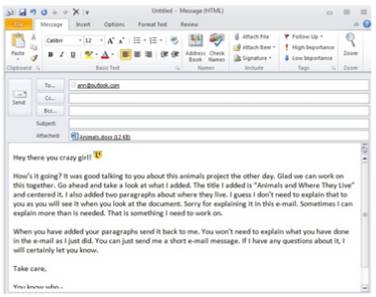 Untitled - Message (HTML)
File Message Insert Options Format Text Review
Calibri 12 Attach File Follow Up
Paste Address Book Check Names Attach Item High Importance Zoom
Signature Low Importance
Clipboard Basic Text Names Include Tags Zoom
To... ann@outlook.com
Cc...
Send
Bcc...
Subject:
Attached: Animals.docx (12 KB)
Hey there you crazy girl!
How's it going? It was good talking to you about this animals project the other day. Glad we can work on
this together. Go ahead and take a look at what I added. The title I added is "Animals and Where They Live"
and centered it. I also added two paragraphs about where they live. I guess I don't need to explain that to
you as you will see it when you look at the document. Sorry for explaining it in this e-mail. Sometimes I can
explain more than is needed. That is something I need to work on.
When you have added your paragraphs send it back to me. You won't need to explain what you have done
in the e-mail as I just did. You can just send me a short e-mail message. If I have any questions about it, I
will certainly let you know.
Take care,
You know who -